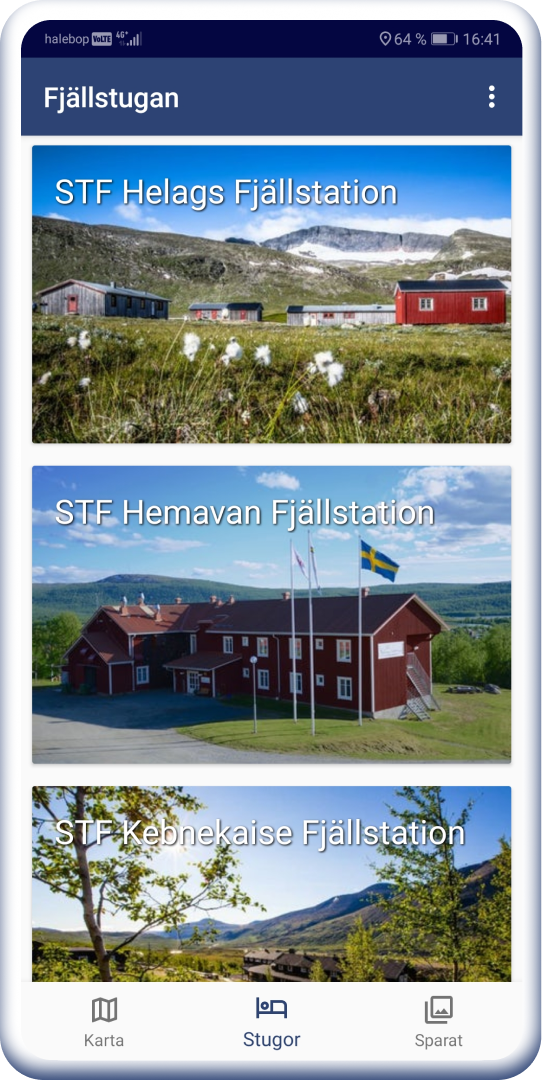 halebop VoLTE 4G+ 64 % 16:41
Fjällstugan
STF Helags Fjällstation
STF Hemavan Fjällstation
STF Kebnekaise Fjällstation
Karta Stugor Sparat